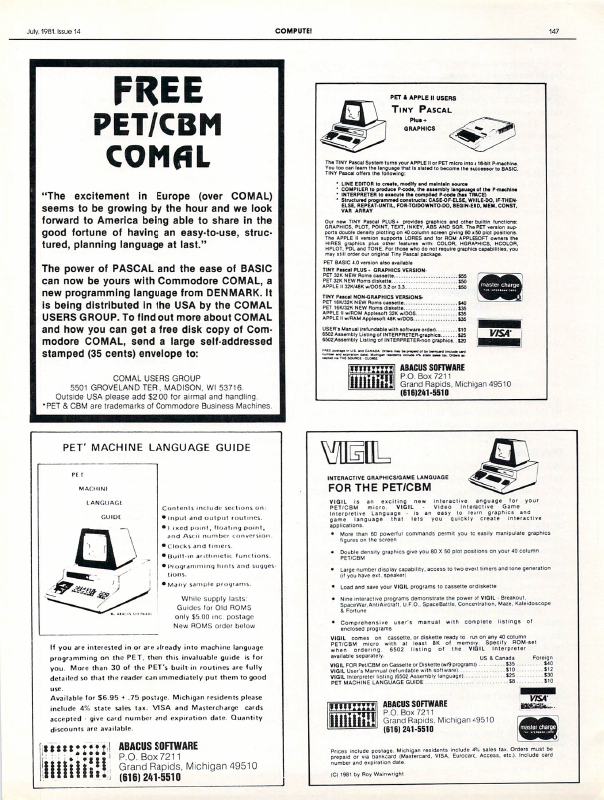 July, 1981, Issue 14
COMPUTE!
147
FREE
PET/CBM
COMAL
“The excitement in Europe (over COMAL)
seems to be growing by the hour and we look
forward to America being able to share in the
good fortune of having an easy-to-use, struc-
tured, planning language at last.”
The power of PASCAL and the ease of BASIC
can now be yours with Commodore COMAL, a
new programming language from DENMARK. It
is being distributed in the USA by the COMAL
USERS GROUP. To find out more about COMAL
and how you can get a free disk copy of Com-
modore COMAL, send a large self-addressed
stamped (35 cents) envelope to:
COMAL USERS GROUP
5501 GROVELAND TER., MADISON, WI 53716.
Outside USA please add $2.00 for airmal and handling.
*PET & CBM are trademarks of Commodore Business Machines.
PET & APPLE II USERS
TINY PASCAL
Plus+
GRAPHICS
The TINY Pascal System turns your APPLE II or PET micro into a 16-bit P-machine.
You too can learn the language that is slated to become the successor to BASIC.
TINY Pascal offers the following:
* LINE EDITOR to create, modify and maintain source
* COMPILER to produce P-code, the assembly language of the P-machine
* INTERPRETER to execute the compiled P-code (has TRACE)
* Structured programmed constructs: CASE-OF-ELSE, WHILE-DO, IF-THEN-
ELSE, REPEAT-UNTIL, FOR-TO/DOWNTO-DO, BEGIN-END, MEM, CONST,
VAR ARRAY
Our new TINY Pascal PLUS+ provides graphics and other builtin functions:
GRAPHICS, PLOT, POINT, TEXT, INKEY, ABS AND SQR. The PET version sup-
ports double density plotting on 40 column screen giving 80 x 50 plot positions.
The APPLE II version supports LORES and for ROM APPLESOFT owners the
HIRES graphics plus other features with: COLOR, HGRAPHICS, HCOLOR,
HPLOT, PDL and TONE. For those who do not require graphics capabilities, you
may still order our original Tiny Pascal package.
PET BASIC 4.0 version also available
TINY Pascal PLUS+ GRAPHICS VERSION-
PET 32K NEW Roms cassette $55
PET 32K NEW Roms diskette $50
APPLE II 32K/48K w/DOS 3.2 or 3.3 $50
TINY Pascal NON-GRAPHICS VERSIONS-
PET 16K/32K NEW Roms cassette $40
PET 16K/32K NEW Roms diskette $35
APPLE II w/ROM Applesoft 32K w/DOS $35
APPLE II w/RAM Applesoft 48K w/DOS $35
USER's Manual (refundable with software order) $10
6502 Assembly Listing of INTERPRETER-graphics $25
6502 Assembly Listing of INTERPRETER-non graphics $20
master charge
VISA
ABACUS SOFTWARE
P.O. Box 7211
Grand Rapids, Michigan 49510
(616)241-5510
PET' MACHINE LANGUAGE GUIDE
PET
MACHINE
LANGUAGE
GUIDE
Contents include sections on:
● Input and output routines.
● Fixed point, floating point,
and Ascii number conversion.
● Clocks and timers.
● Built-in arithmetic functions.
● Programming hints and sugges-
tions.
● Many sample programs.
While supply lasts:
Guides for Old ROMS
only $5.00 inc. postage
New ROMS order below
If you are interested in or are already into machine language
programming on the PET, then this invaluable guide is for
you. More than 30 of the PET's built in routines are fully
detailed so that the reader can immediately put them to good
use.
Available for $6.95 + .75 postage. Michigan residents please
include 4% state sales tax. VISA and Mastercharge cards
accepted - give card number and expiration date. Quantity
discounts are available.
ABACUS SOFTWARE
P.O. Box 7211
Grand Rapids, Michigan 49510
(616) 241-5510
VIGIL
INTERACTIVE GRAPHICS/GAME LANGUAGE
FOR THE PET/CBM
VIGIL is an exciting new interactive language for your
PET/CBM micro. VIGIL - Video Interactive Game
Interpretive Language - is an easy to learn graphics and
game language that lets you quickly create interactive
applications.
* More than 60 powerful commands permit you to easily manipulate graphics
figures on the screen
* Double density graphics give you 80 X 50 plot positions on your 40 column
PET/CBM
* Large number display capability, access to two event timers and tone generation
(if you have ext. speaker)
* Load and save your VIGIL programs to cassette or diskette
* Nine interactive programs demonstrate the power of VIGIL - Breakout,
SpaceWar, AntiAircraft, U.F.O., SpaceBattle, Concentration, Maze, Kaleidoscope
& Fortune
* Comprehensive user's manual with complete listings of
enclosed programs
VIGIL comes on cassette, or diskette ready to run on any 40 column
PET/CBM micro with at least 8K of memory. Specify ROM-set
when ordering. 6502 listing of the VIGIL Interpreter
available separately.
US & Canada Foreign
VIGIL FOR Pet/CBM on Cassette or Diskette (w/9 programs) $35 $40
VIGIL User's Manual (refundable with software) $10 $12
VIGIL Interpreter listing (6502 Assembly language) $25 $30
PET MACHINE LANGUAGE GUIDE $8 $10
ABACUS SOFTWARE
P.O. Box 7211
Grand Rapids, Michigan 49510
(616) 241-5510
VISA
master charge
Prices include postage. Michigan residents include 4% sales tax. Orders must be
prepaid or via bankcard (Mastercard, VISA, Eurocard, Access, etc.). Include card
number and expiration date.
(C) 1981 by Roy Wainwright